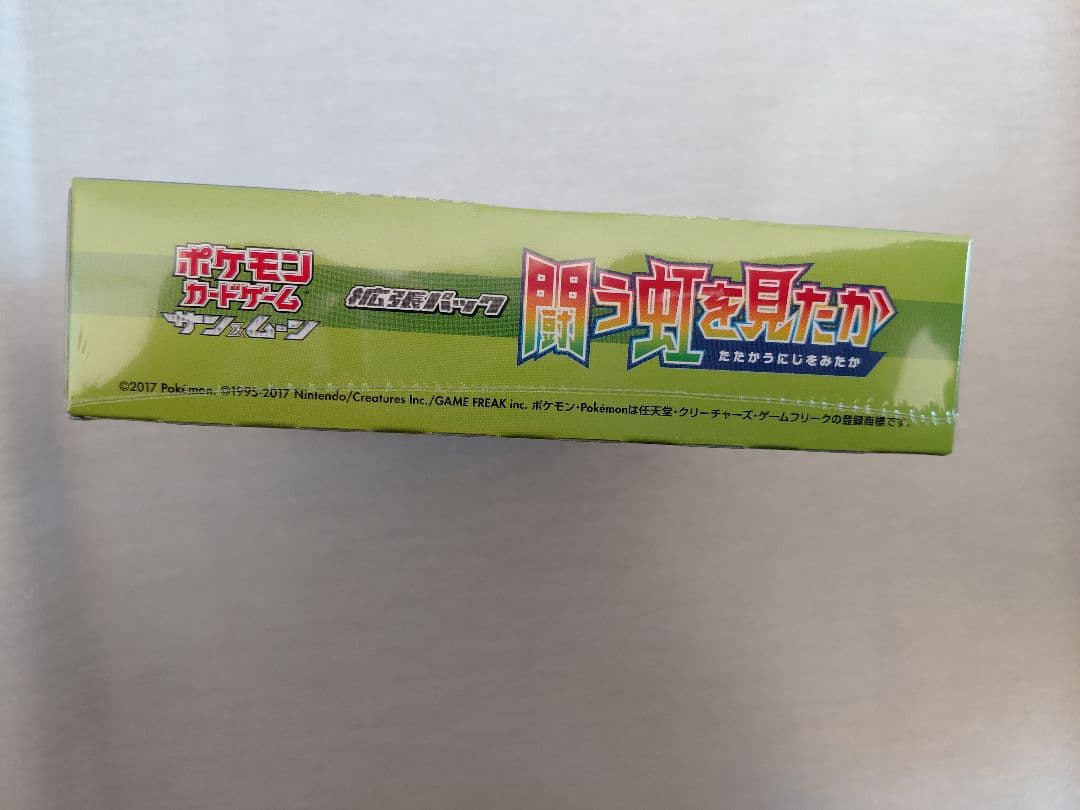 ポケモン
カードゲーム
サン&ムーン
拡張パック
闘う虹を見たか
たたかうにじをみたか
©2017 Pokémon. ©1995-2017 Nintendo/Creatures Inc./GAME FREAK inc. ポケモン・Pokémonは任天堂・クリーチャーズ・ゲームフリークの登録商標です。